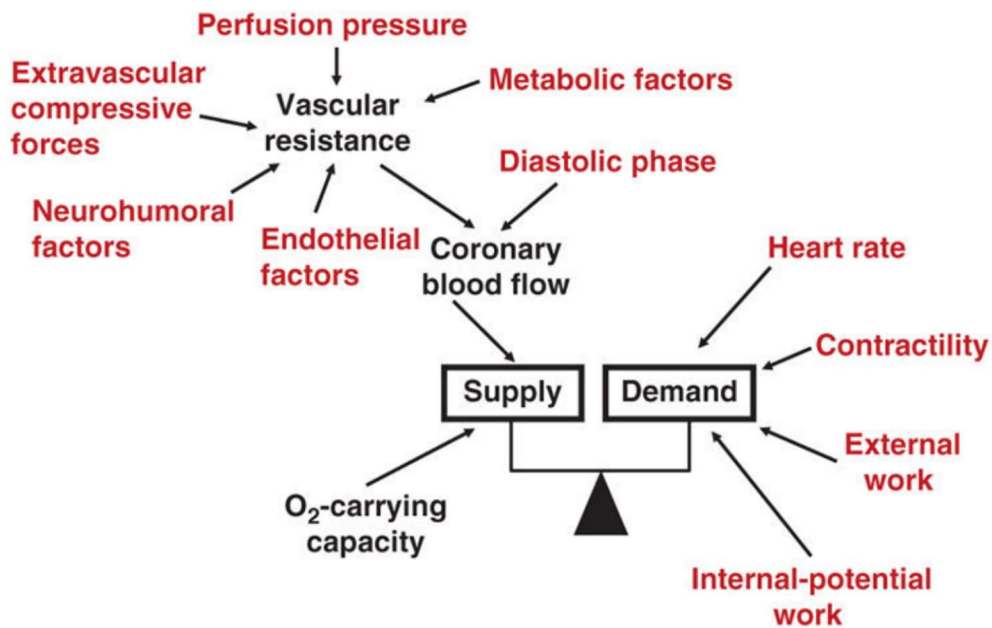 Perfusion pressure
Extravascular
compressive
forces
Vascular
resistance
Metabolic factors
Diastolic phase
Neurohumoral
factors
Endothelial
factors
Coronary
blood flow
Heart rate
Contractility
Supply
Demand
External
work
O₂-carrying
capacity
Internal-potential
work